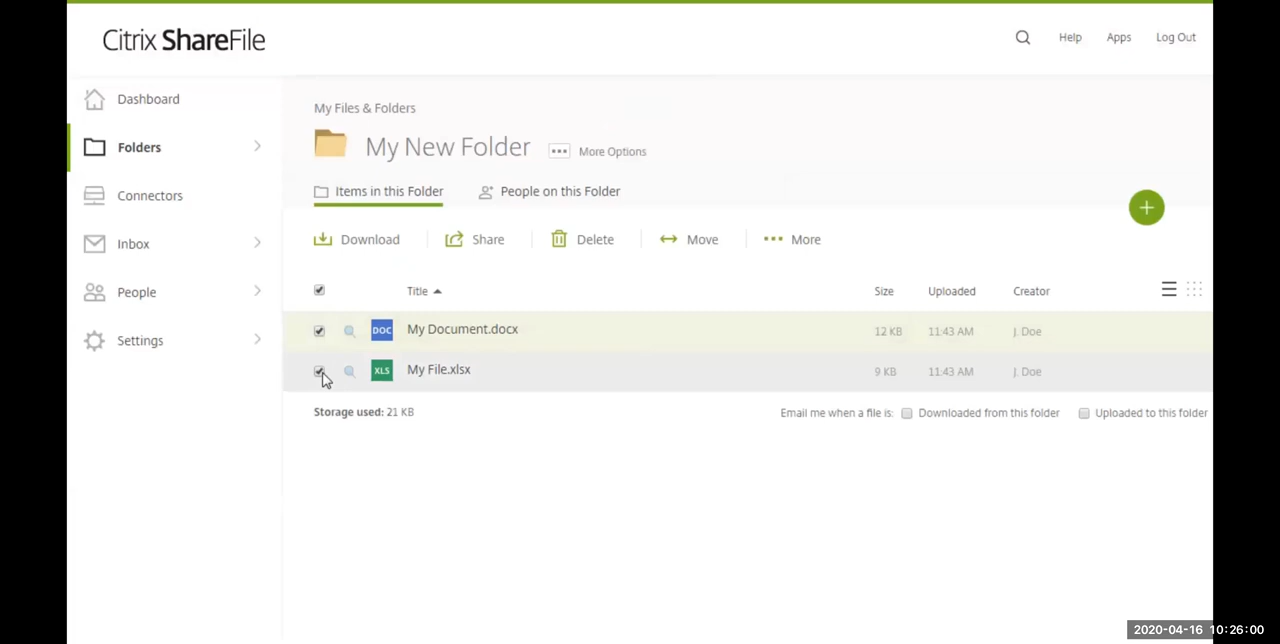 Citrix ShareFile
Help Apps Log Out
Dashboard
Folders
Connectors
Inbox
People
Settings
My Files & Folders
My New Folder ••• More Options
Items in this Folder People on this Folder
+
Download Share Delete Move ••• More
Title Size Uploaded Creator
DOC My Document.docx 12 KB 11:43 AM J. Doe
XLS My File.xlsx 9 KB 11:43 AM J. Doe
Storage used: 21 KB Email me when a file is: Downloaded from this folder Uploaded to this folder
2020-04-16 10:26:00